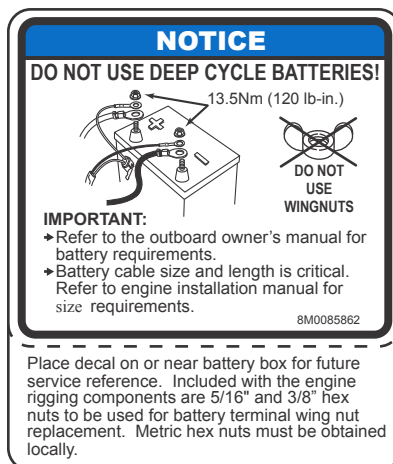 NOTICE
DO NOT USE DEEP CYCLE BATTERIES!
13.5Nm (120 lb-in.)
DO NOT
USE
WINGNUTS
IMPORTANT:
Refer to the outboard owner's manual for
battery requirements.
Battery cable size and length is critical.
Refer to engine installation manual for
size requirements.
8M0085862
Place decal on or near battery box for future
service reference. Included with the engine
rigging components are 5/16" and 3/8” hex
nuts to be used for battery terminal wing nut
replacement. Metric hex nuts must be obtained
locally.